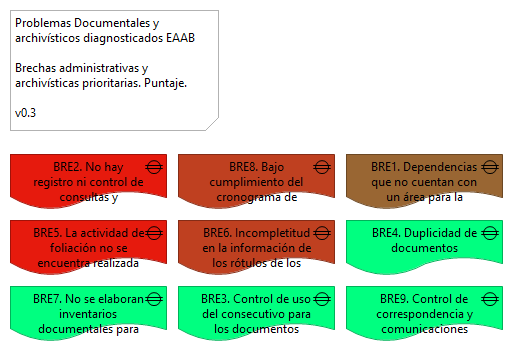 Problemas Documentales y
archivísticos diagnosticados EAAB
Brechas administrativas y
archivísticas prioritarias. Puntaje.
v0.3
BRE2. No hay
registro ni control de
consultas y
BRE8. Bajo
cumplimiento del
cronograma de
BRE1. Dependencias
que no cuentan con
un área para la
BRE5. La actividad de
foliación no se
encuentra realizada
BRE6. Incompletitud
en la información de
los rótulos de los
BRE4. Duplicidad de
documentos
BRE7. No se elaboran
inventarios
documentales para
BRE3. Control de uso
del consecutivo para
los documentos
BRE9. Control de
correspondencia y
comunicaciones